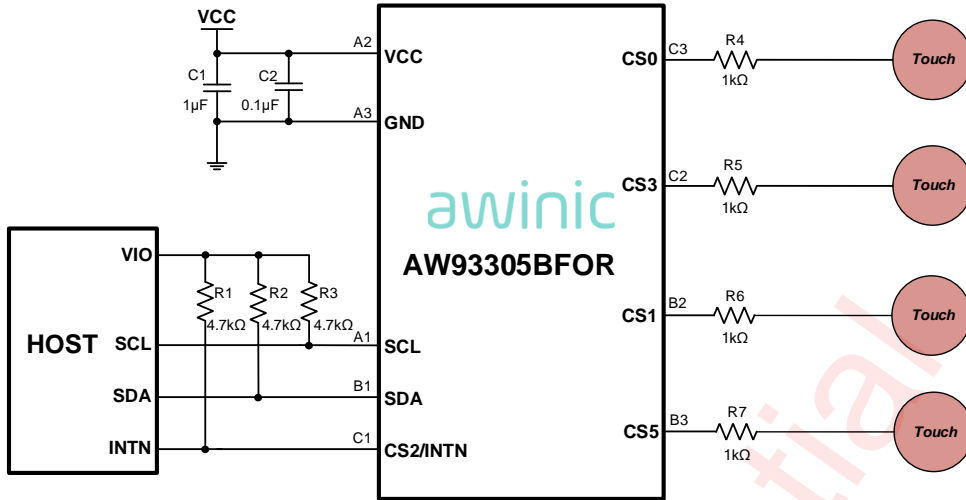 VCC
A2
VCC
C1
1µF
C2
0.1µF
A3
GND
awinic
AW93305BFOR
HOST
VIO
R1
4.7kΩ
R2
4.7kΩ
R3
4.7kΩ
SCL
A1
SCL
SDA
B1
SDA
INTN
C1
CS2/INTN
CS0
C3
R4
1kΩ
Touch
CS3
C2
R5
1kΩ
Touch
CS1
B2
R6
1kΩ
Touch
CS5
B3
R7
1kΩ
Touch
tial